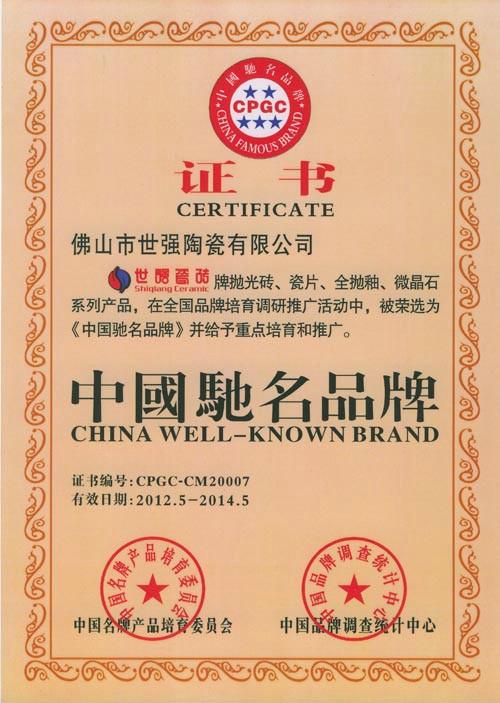 中國馳名品牌
CPGC
CHINA FAMOUS BRAND
证书
CERTIFICATE
佛山市世强陶瓷有限公司
世强瓷砖 牌抛光砖、瓷片、全抛釉、微晶石
Shiqiang Ceramic
系列产品，在全国品牌培育调研推广活动中，被荣选为
《中国驰名品牌》并给予重点培育和推广。
中國馳名品牌
CHINA WELL-KNOWN BRAND
证书编号:CPGC-CM20007
有效日期:2012.5-2014.5
中国名牌产品培育委员会
中国品牌调查统计中心
中国名牌产品培育委员会
中国品牌调查统计中心